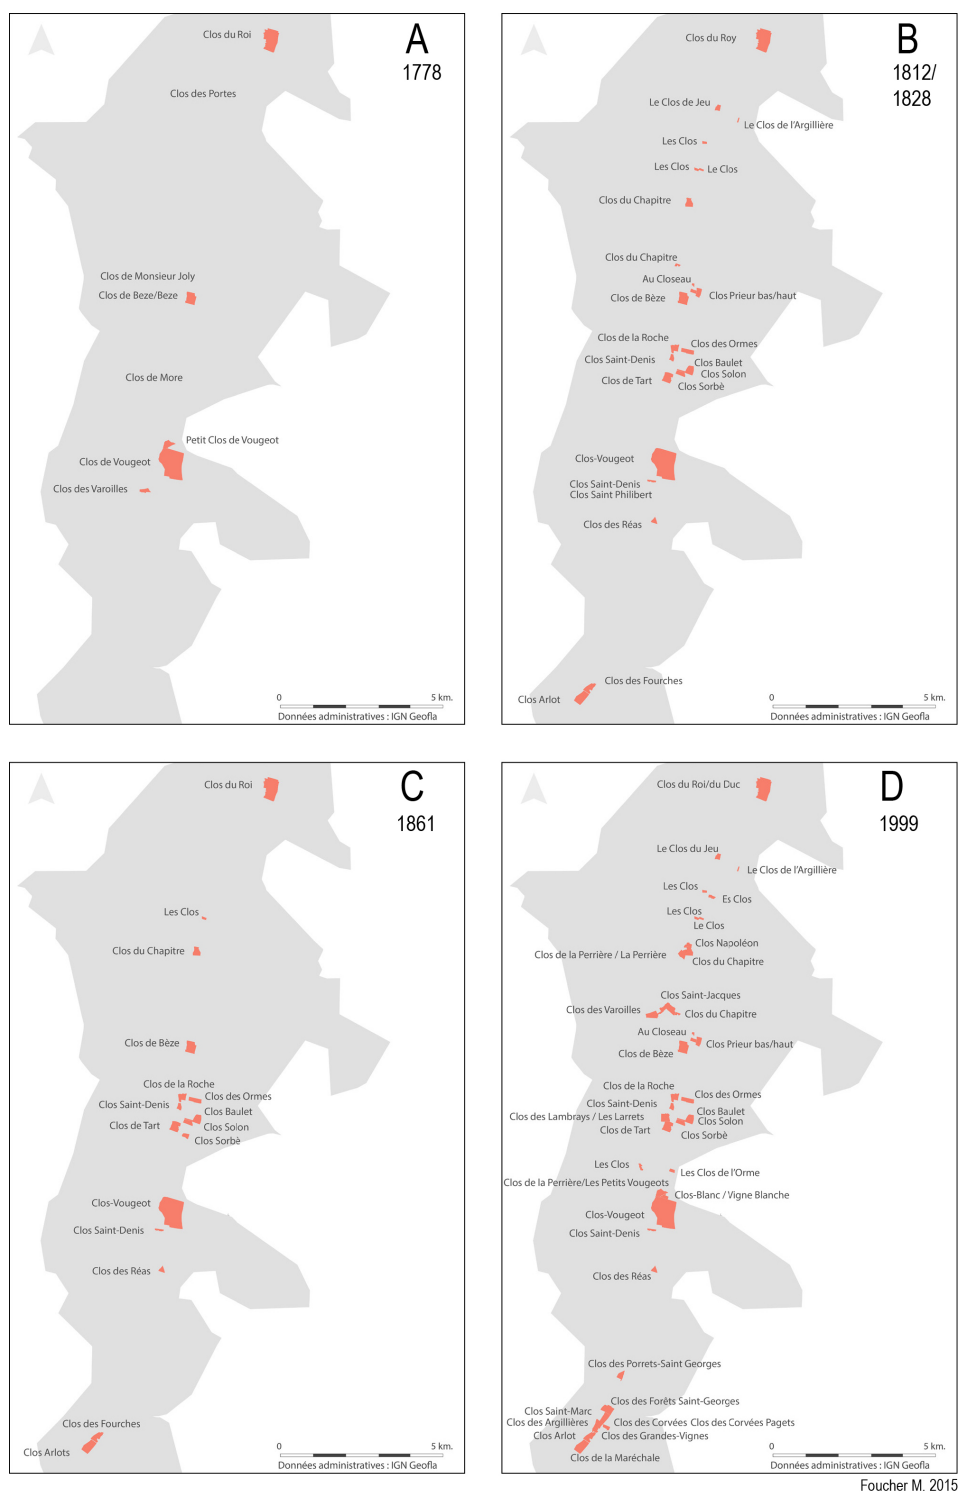 A
1778
Clos du Roi
Clos des Portes
Clos de Monsieur Joly
Clos de Beze/Beze
Clos de More
Petit Clos de Vougeot
Clos de Vougeot
Clos des Varoilles
0 5 km.
Données administratives : IGN Geofla
B
1812/
1828
Clos du Roy
Le Clos de Jeu
Le Clos de l'Argillière
Les Clos
Les Clos
Le Clos
Clos du Chapitre
Clos du Chapitre
Au Closeau
Clos de Bèze
Clos Prieur bas/haut
Clos de la Roche
Clos des Ormes
Clos Saint-Denis
Clos Baulet
Clos Solon
Clos de Tart
Clos Sorbè
Clos-Vougeot
Clos Saint-Denis
Clos Saint Philibert
Clos des Réas
Clos des Fourches
Clos Arlot
0 5 km.
Données administratives : IGN Geofla
C
1861
Clos du Roi
Les Clos
Clos du Chapitre
Clos de Bèze
Clos de la Roche
Clos des Ormes
Clos Saint-Denis
Clos Baulet
Clos de Tart
Clos Solon
Clos Sorbè
Clos-Vougeot
Clos Saint-Denis
Clos des Réas
Clos des Fourches
Clos Arlots
0 5 km.
Données administratives : IGN Geofla
D
1999
Clos du Roi/du Duc
Le Clos du Jeu
Le Clos de l'Argillière
Les Clos
Es Clos
Les Clos
Le Clos
Clos Napoléon
Clos de la Perrière / La Perrière
Clos du Chapitre
Clos Saint-Jacques
Clos des Varoilles
Clos du Chapitre
Au Closeau
Clos Prieur bas/haut
Clos de Bèze
Clos de la Roche
Clos des Ormes
Clos Saint-Denis
Clos Baulet
Clos des Lambrays / Les Larrets
Clos Solon
Clos de Tart
Clos Sorbè
Les Clos
Les Clos de l'Orme
Clos de la Perrière/Les Petits Vougeots
Clos-Blanc / Vigne Blanche
Clos-Vougeot
Clos Saint-Denis
Clos des Réas
Clos des Porrets-Saint Georges
Clos des Forêts Saint-Georges
Clos Saint-Marc
Clos des Argillières
Clos des Corvées Clos des Corvées Pagets
Clos Arlot
Clos des Grandes-Vignes
Clos de la Maréchale
0 5 km.
Données administratives : IGN Geofla
Foucher M. 2015